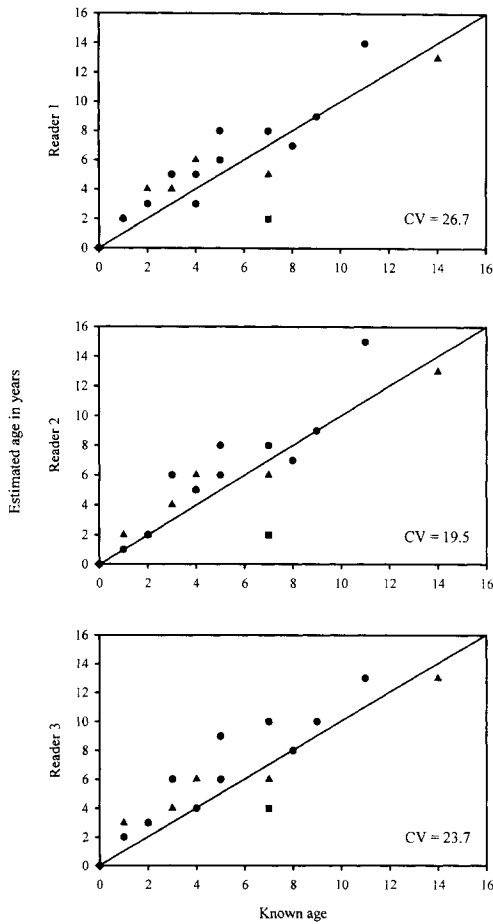 16
14
12
10
8
6
4
2
0
Reader 1
CV = 26.7
0 2 4 6 8 10 12 14 16
Estimated age in years
16
14
12
10
8
6
4
2
0
Reader 2
CV = 19.5
0 2 4 6 8 10 12 14 16
16
14
12
10
8
6
4
2
0
Reader 3
CV = 23.7
0 2 4 6 8 10 12 14 16
Known age